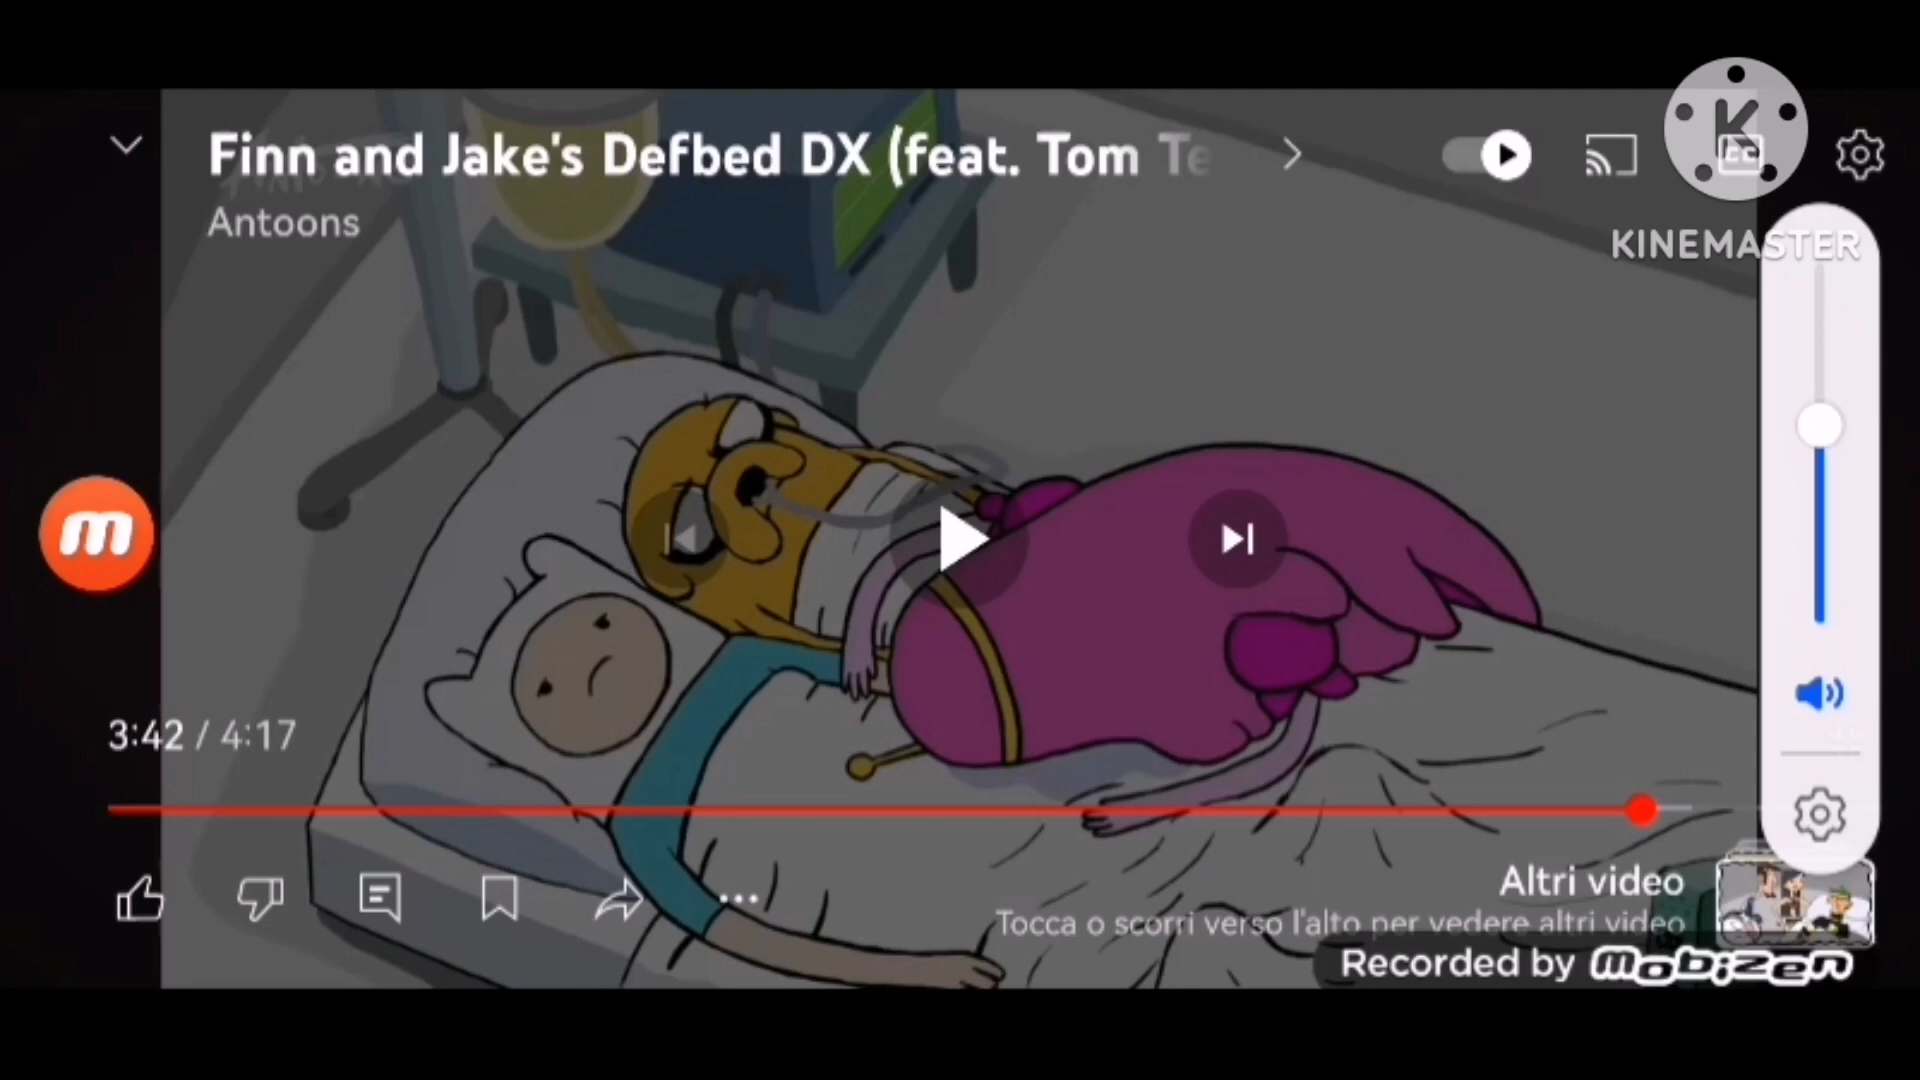 Finn and Jake's Defbed DX (feat. Tom Te
Antoons
KINEMASTER
3:42 / 4:17
Altri video
Tocca o scorri verso l'alto per vedere altri video
Recorded by Mobizen